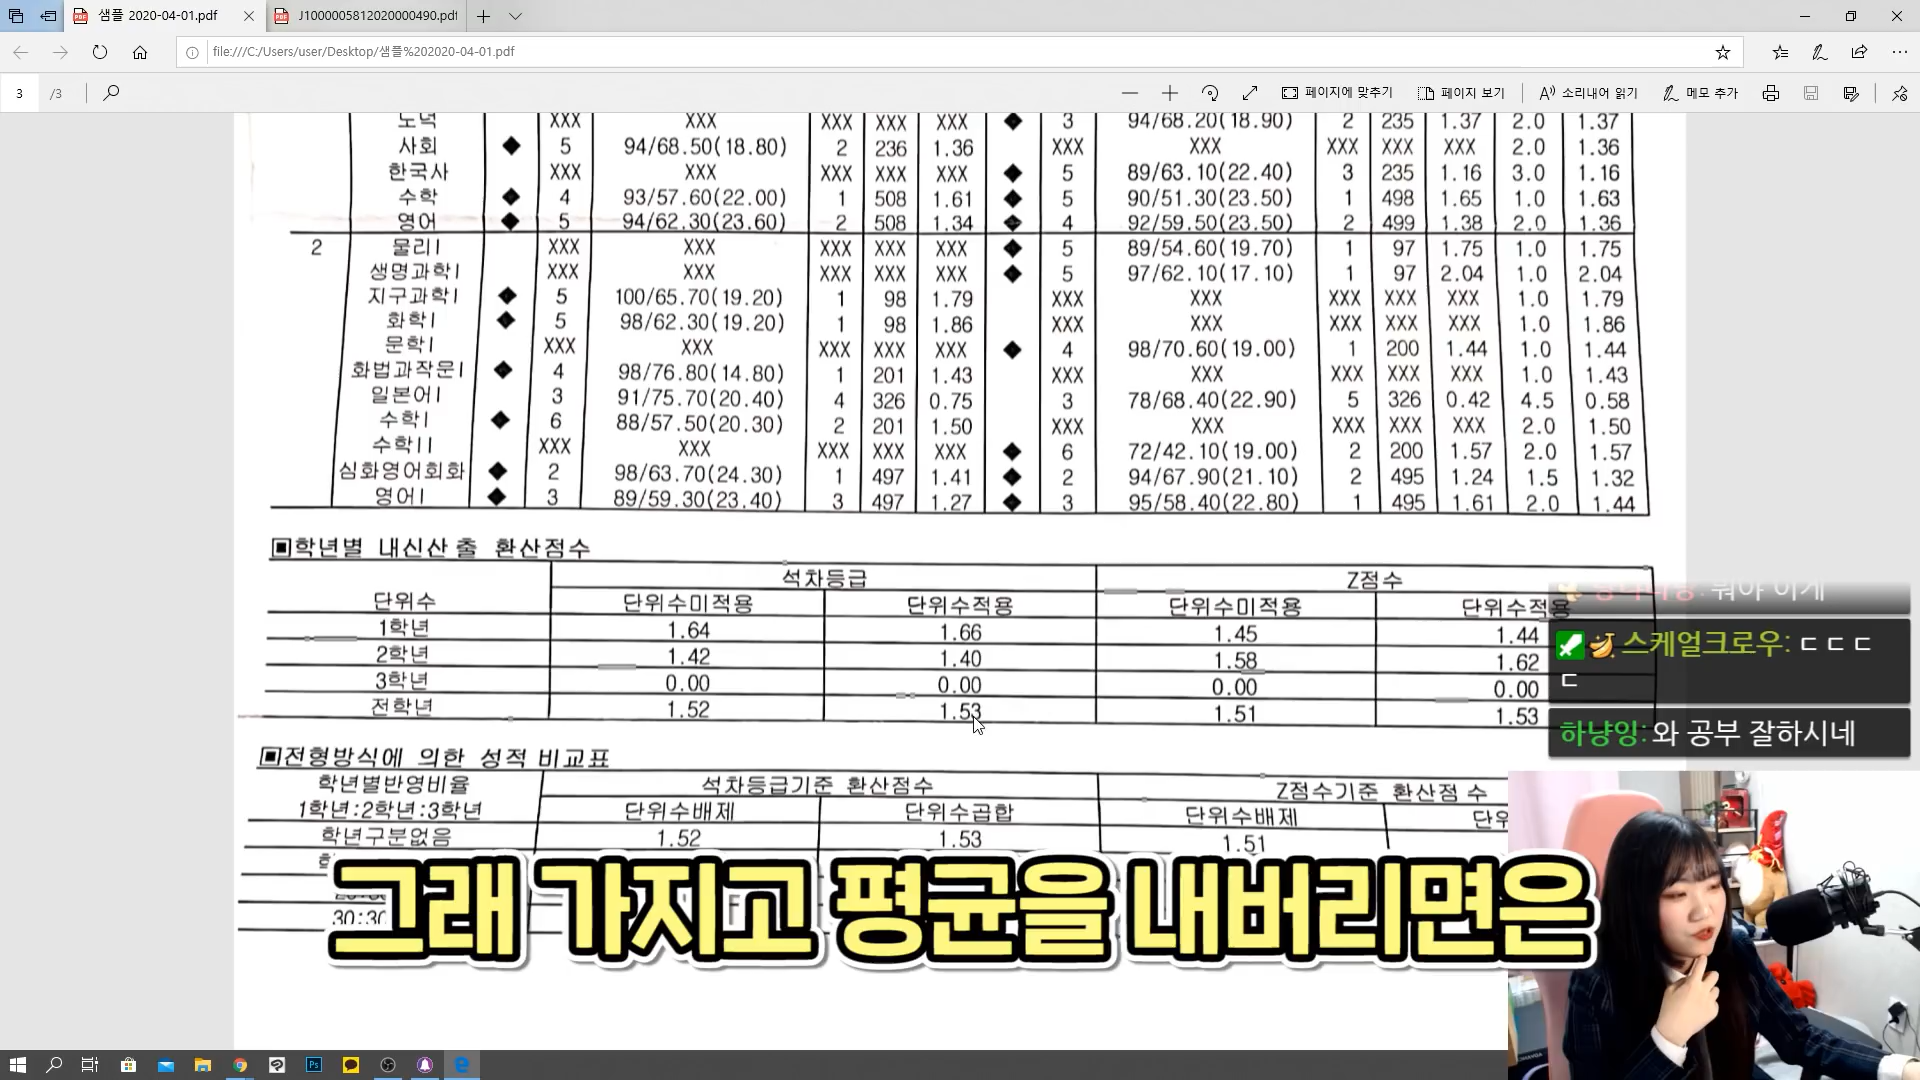 샘플 2020-04-01.pdf
J1000005812020000490.pdf
file:///C:/Users/user/Desktop/샘플%202020-04-01.pdf
3 /3 페이지에 맞추기 페이지 보기 소리내어 읽기 메모 추가
도덕 XXX XXX XXX XXX XXX ◆ 3 94/68.20(18.90) 2 235 1.37 2.0 1.37
사회 ◆ 5 94/68.50(18.80) 2 236 1.36 XXX XXX XXX XXX XXX 2.0 1.36
한국사 XXX XXX XXX XXX XXX ◆ 5 89/63.10(22.40) 3 235 1.16 3.0 1.16
수학 ◆ 4 93/57.60(22.00) 1 508 1.61 ◆ 5 90/51.30(23.50) 1 498 1.65 1.0 1.63
영어 ◆ 5 94/62.30(23.60) 2 508 1.34 ◆ 4 92/59.50(23.50) 2 499 1.38 2.0 1.36
2 물리I XXX XXX XXX XXX XXX ◆ 5 89/54.60(19.70) 1 97 1.75 1.0 1.75
생명과학I XXX XXX XXX XXX XXX ◆ 5 97/62.10(17.10) 1 97 2.04 1.0 2.04
지구과학I ◆ 5 100/65.70(19.20) 1 98 1.79 XXX XXX XXX XXX XXX 1.0 1.79
화학I ◆ 5 98/62.30(19.20) 1 98 1.86 XXX XXX XXX XXX XXX 1.0 1.86
문학I XXX XXX XXX XXX XXX ◆ 4 98/70.60(19.00) 1 200 1.44 1.0 1.44
화법과작문I ◆ 4 98/76.80(14.80) 1 201 1.43 XXX XXX XXX XXX XXX 1.0 1.43
일본어I 3 91/75.70(20.40) 4 326 0.75 3 78/68.40(22.90) 5 326 0.42 4.5 0.58
수학I ◆ 6 88/57.50(20.30) 2 201 1.50 XXX XXX XXX XXX XXX 2.0 1.50
수학II XXX XXX XXX XXX XXX ◆ 6 72/42.10(19.00) 2 200 1.57 2.0 1.57
심화영어회화 ◆ 2 98/63.70(24.30) 1 497 1.41 ◆ 2 94/67.90(21.10) 2 495 1.24 1.5 1.32
영어I ◆ 3 89/59.30(23.40) 3 497 1.27 ◆ 3 95/58.40(22.80) 1 495 1.61 2.0 1.44
▣학년별 내신산 출 환산점수
석차등급 Z점수
단위수 단위수미적용 단위수적용 단위수미적용 단위수적용
1학년 1.64 1.66 1.45 1.44
2학년 1.42 1.40 1.58 1.62
3학년 0.00 0.00 0.00 0.00
전학년 1.52 1.53 1.51 1.53
▣전형방식에 의한 성적 비교표
학년별반영비율 석차등급기준 환산점수 Z점수기준 환산점 수
1학년:2학년:3학년 단위수배제 단위수곱합 단위수배제
학년구분없음 1.52 1.53 1.51
30:30
뭐야 이게
스케얼크로우: ㄷㄷㄷ
ㄷ
하냥잉: 와 공부 잘하시네
그래 가지고 평균을 내버리면은